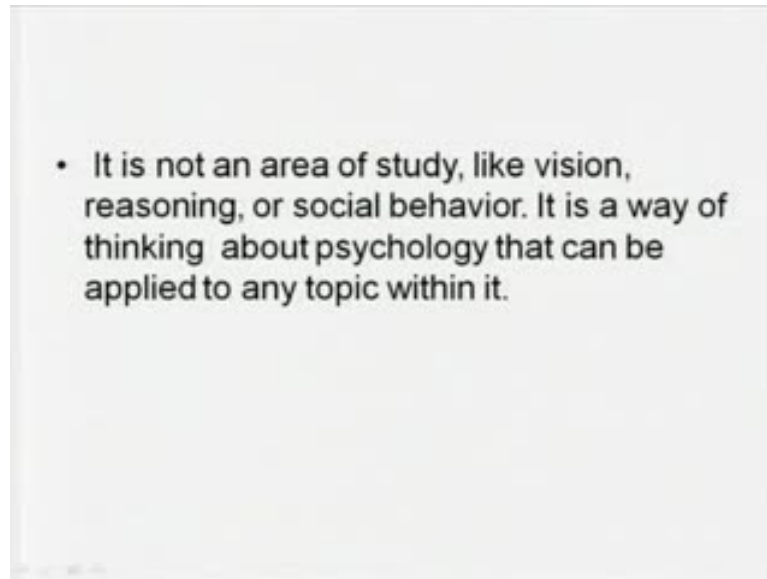 • It is not an area of study, like vision,
reasoning, or social behavior. It is a way of
thinking about psychology that can be
applied to any topic within it.